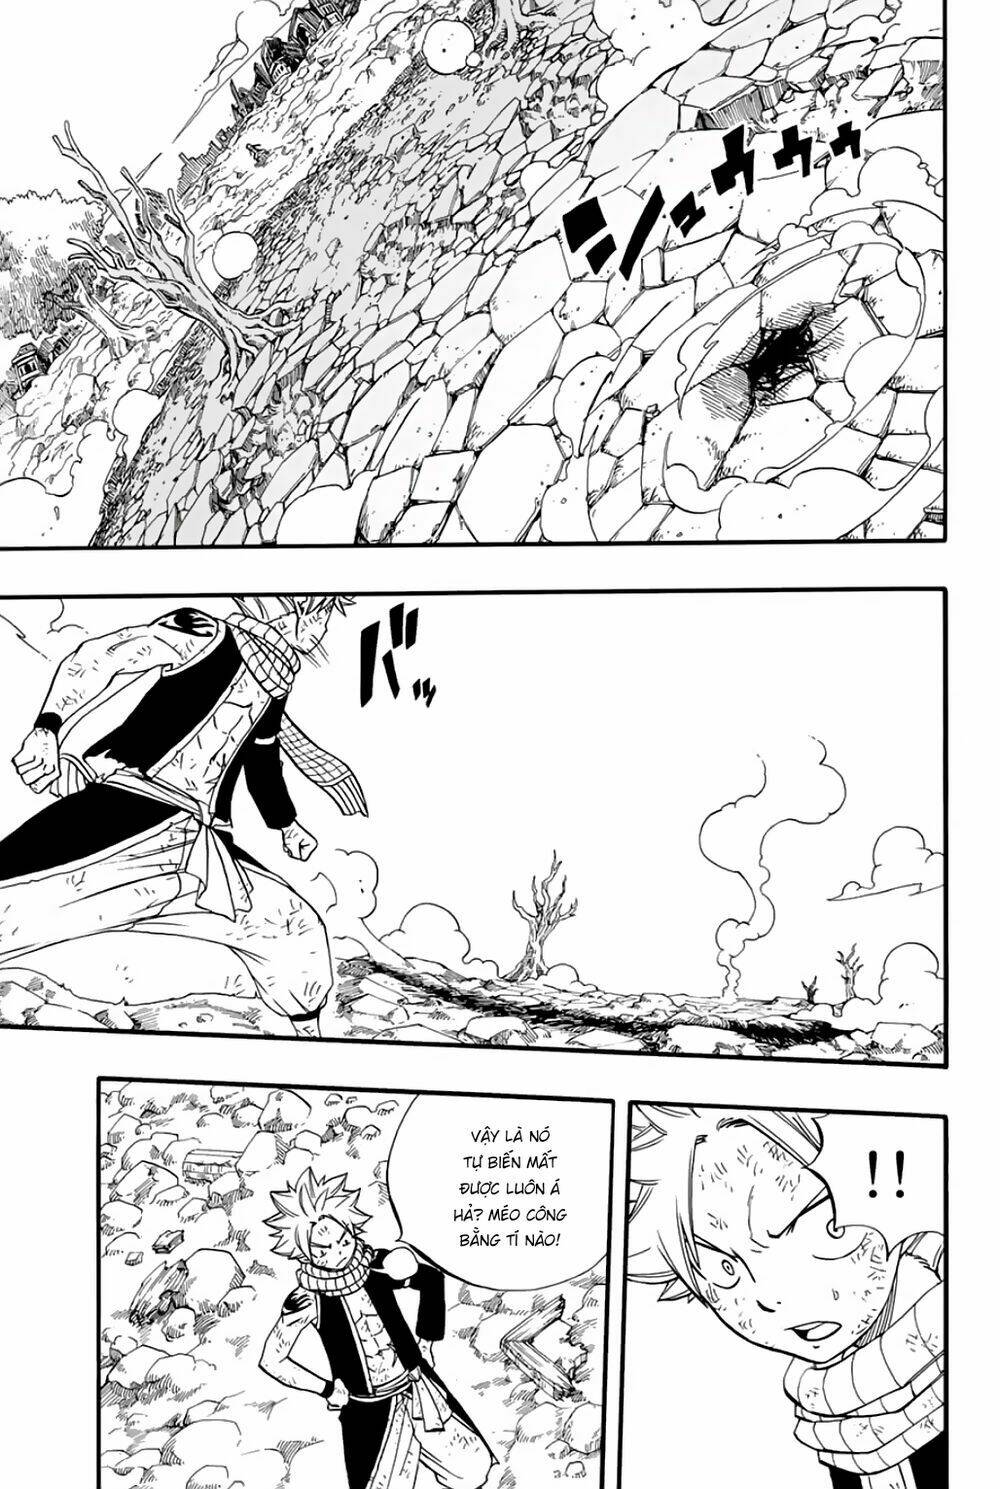 シュゥゥゥ
バッ
!!
VẬY LÀ NÓ
TỰ BIẾN MẤT
ĐƯỢC LUÔN Á
HẢ? MÉO CÔNG
BẰNG TÍ NÀO!